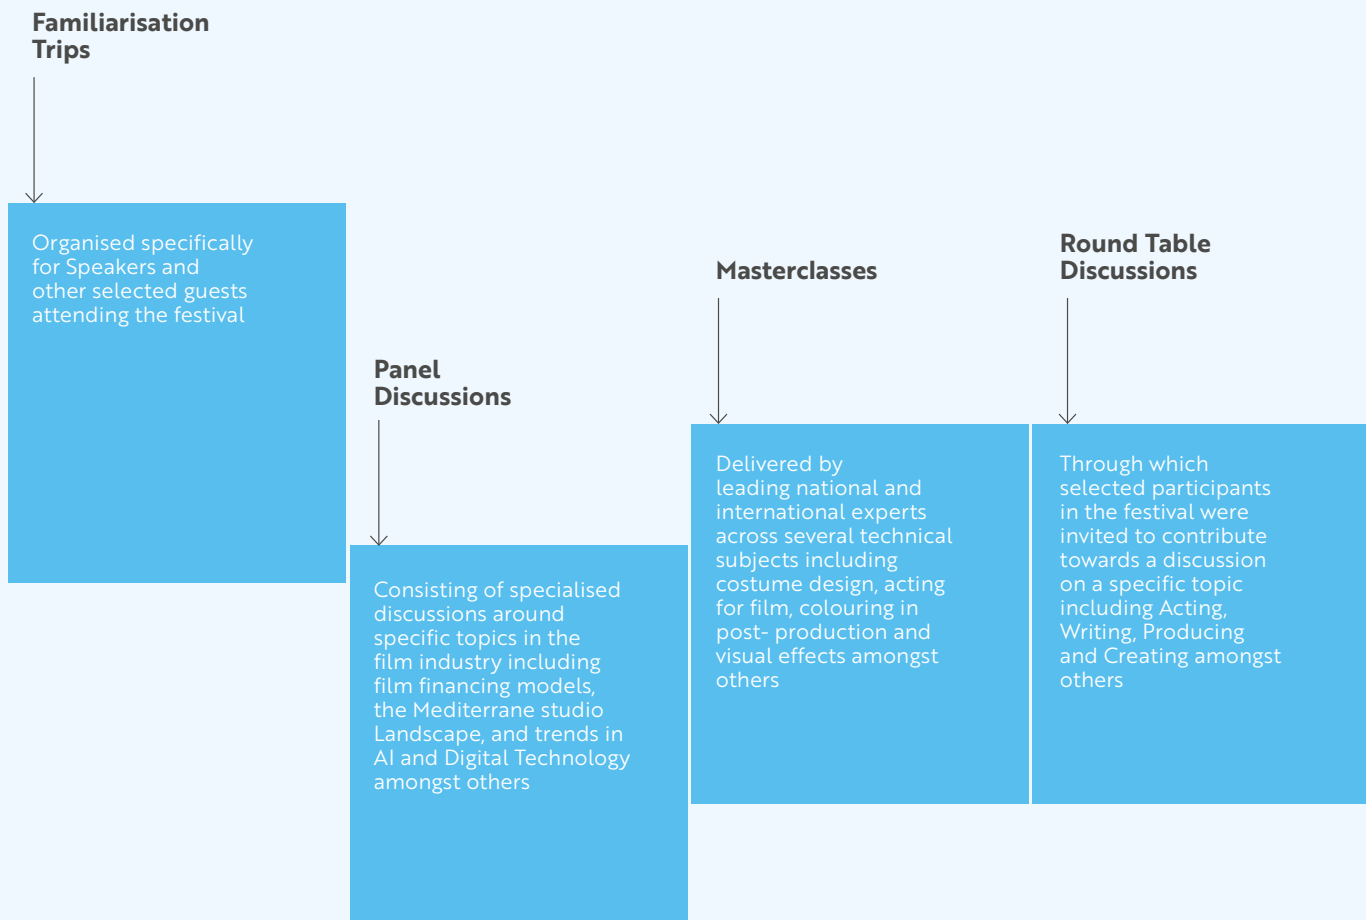 Familiarisation
Trips
Organised specifically
for Speakers and
other selected guests
attending the festival
Panel
Discussions
Consisting of specialised
discussions around
specific topics in the
film industry including
film financing models,
the Mediterrane studio
Landscape, and trends in
AI and Digital Technology
amongst others
Masterclasses
Delivered by
leading national and
international experts
across several technical
subjects including
costume design, acting
for film, colouring in
post- production and
visual effects amongst
others
Round Table
Discussions
Through which
selected participants
in the festival were
invited to contribute
towards a discussion
on a specific topic
including Acting,
Writing, Producing
and Creating amongst
others